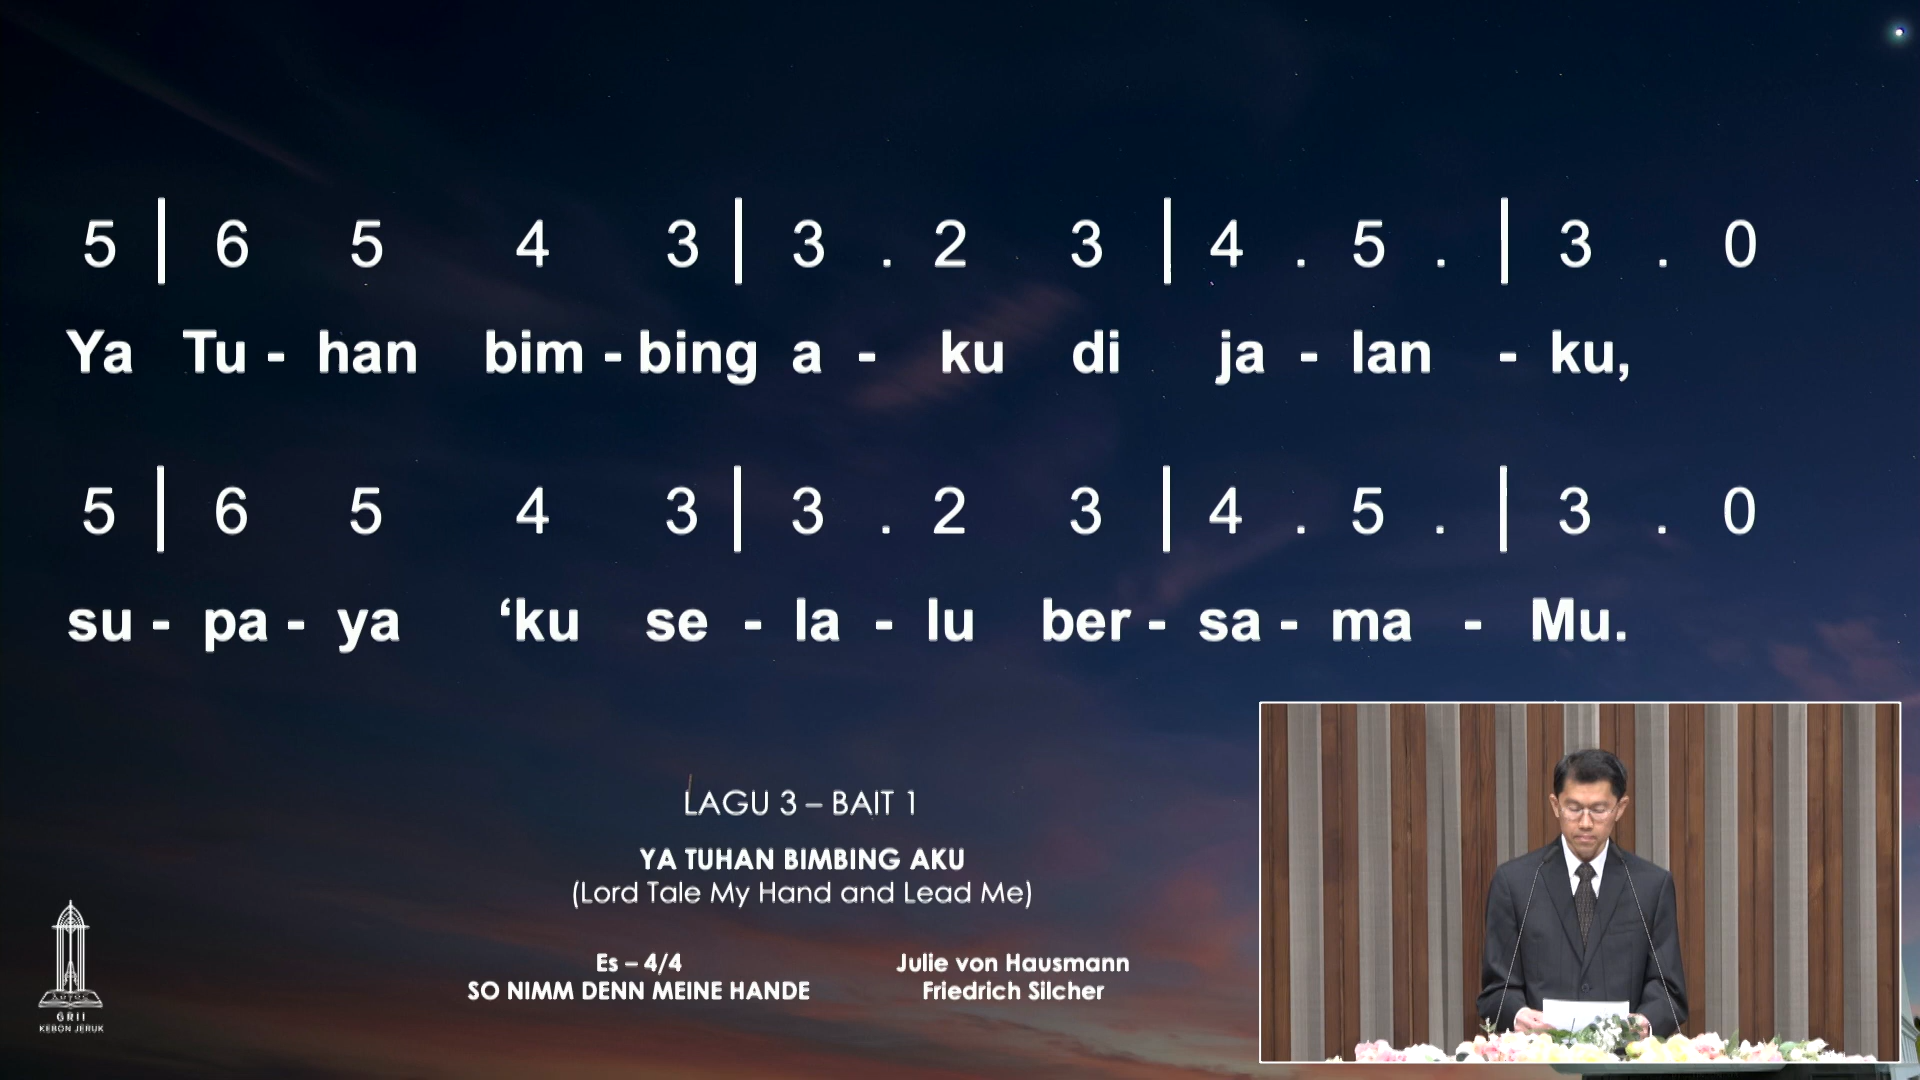 5 | 6 5 4 3 | 3 . 2 3 | 4 . 5 . | 3 . 0
Ya Tu - han bim - bing a - ku di ja - lan - ku,
5 | 6 5 4 3 | 3 . 2 3 | 4 . 5 . | 3 . 0
su - pa - ya ‘ku se - la - lu ber - sa - ma - Mu.
LAGU 3 – BAIT 1
YA TUHAN BIMBING AKU
(Lord Tale My Hand and Lead Me)
Es – 4/4
SO NIMM DENN MEINE HANDE
Julie von Hausmann
Friedrich Silcher
GRII
KEBON JERUK